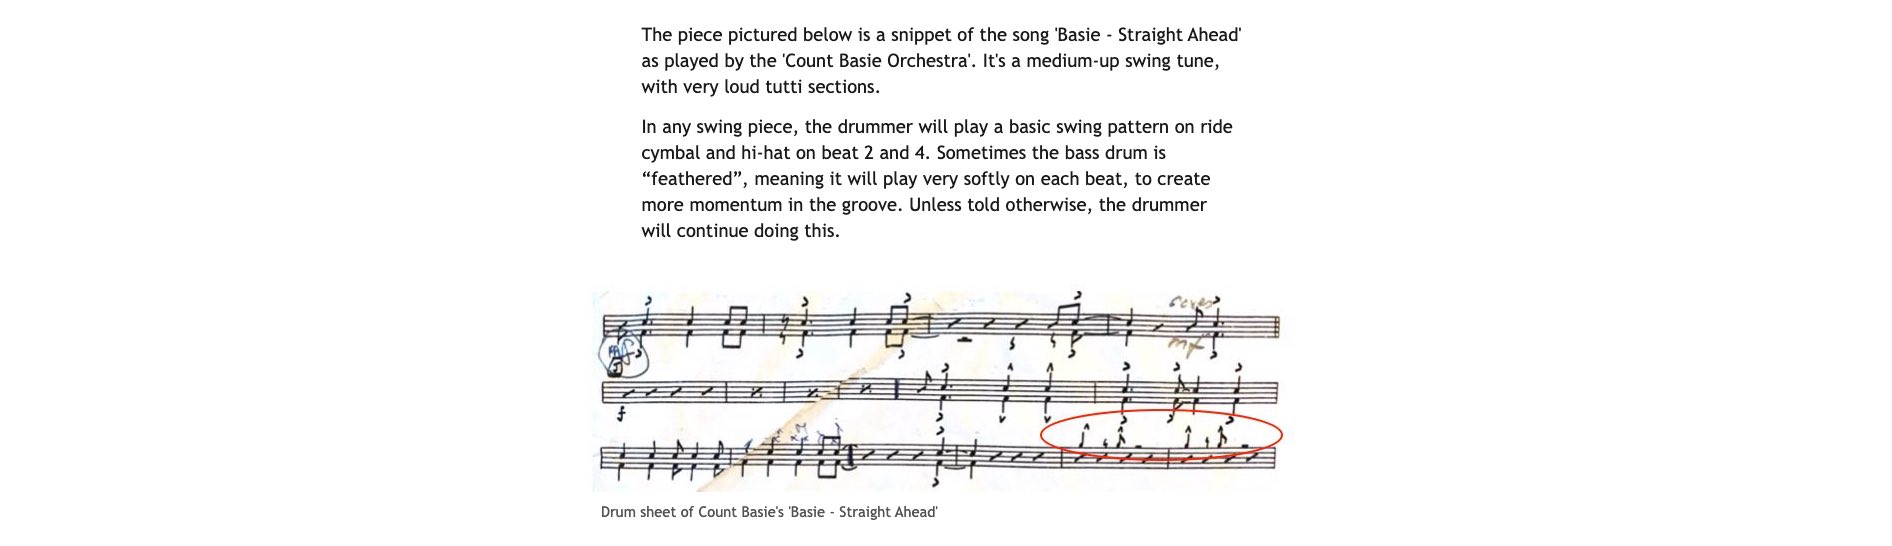 The piece pictured below is a snippet of the song 'Basie - Straight Ahead'
as played by the 'Count Basie Orchestra'. It's a medium-up swing tune,
with very loud tutti sections.
In any swing piece, the drummer will play a basic swing pattern on ride
cymbal and hi-hat on beat 2 and 4. Sometimes the bass drum is
“feathered”, meaning it will play very softly on each beat, to create
more momentum in the groove. Unless told otherwise, the drummer
will continue doing this.
mf
f
Drum sheet of Count Basie's 'Basie - Straight Ahead'